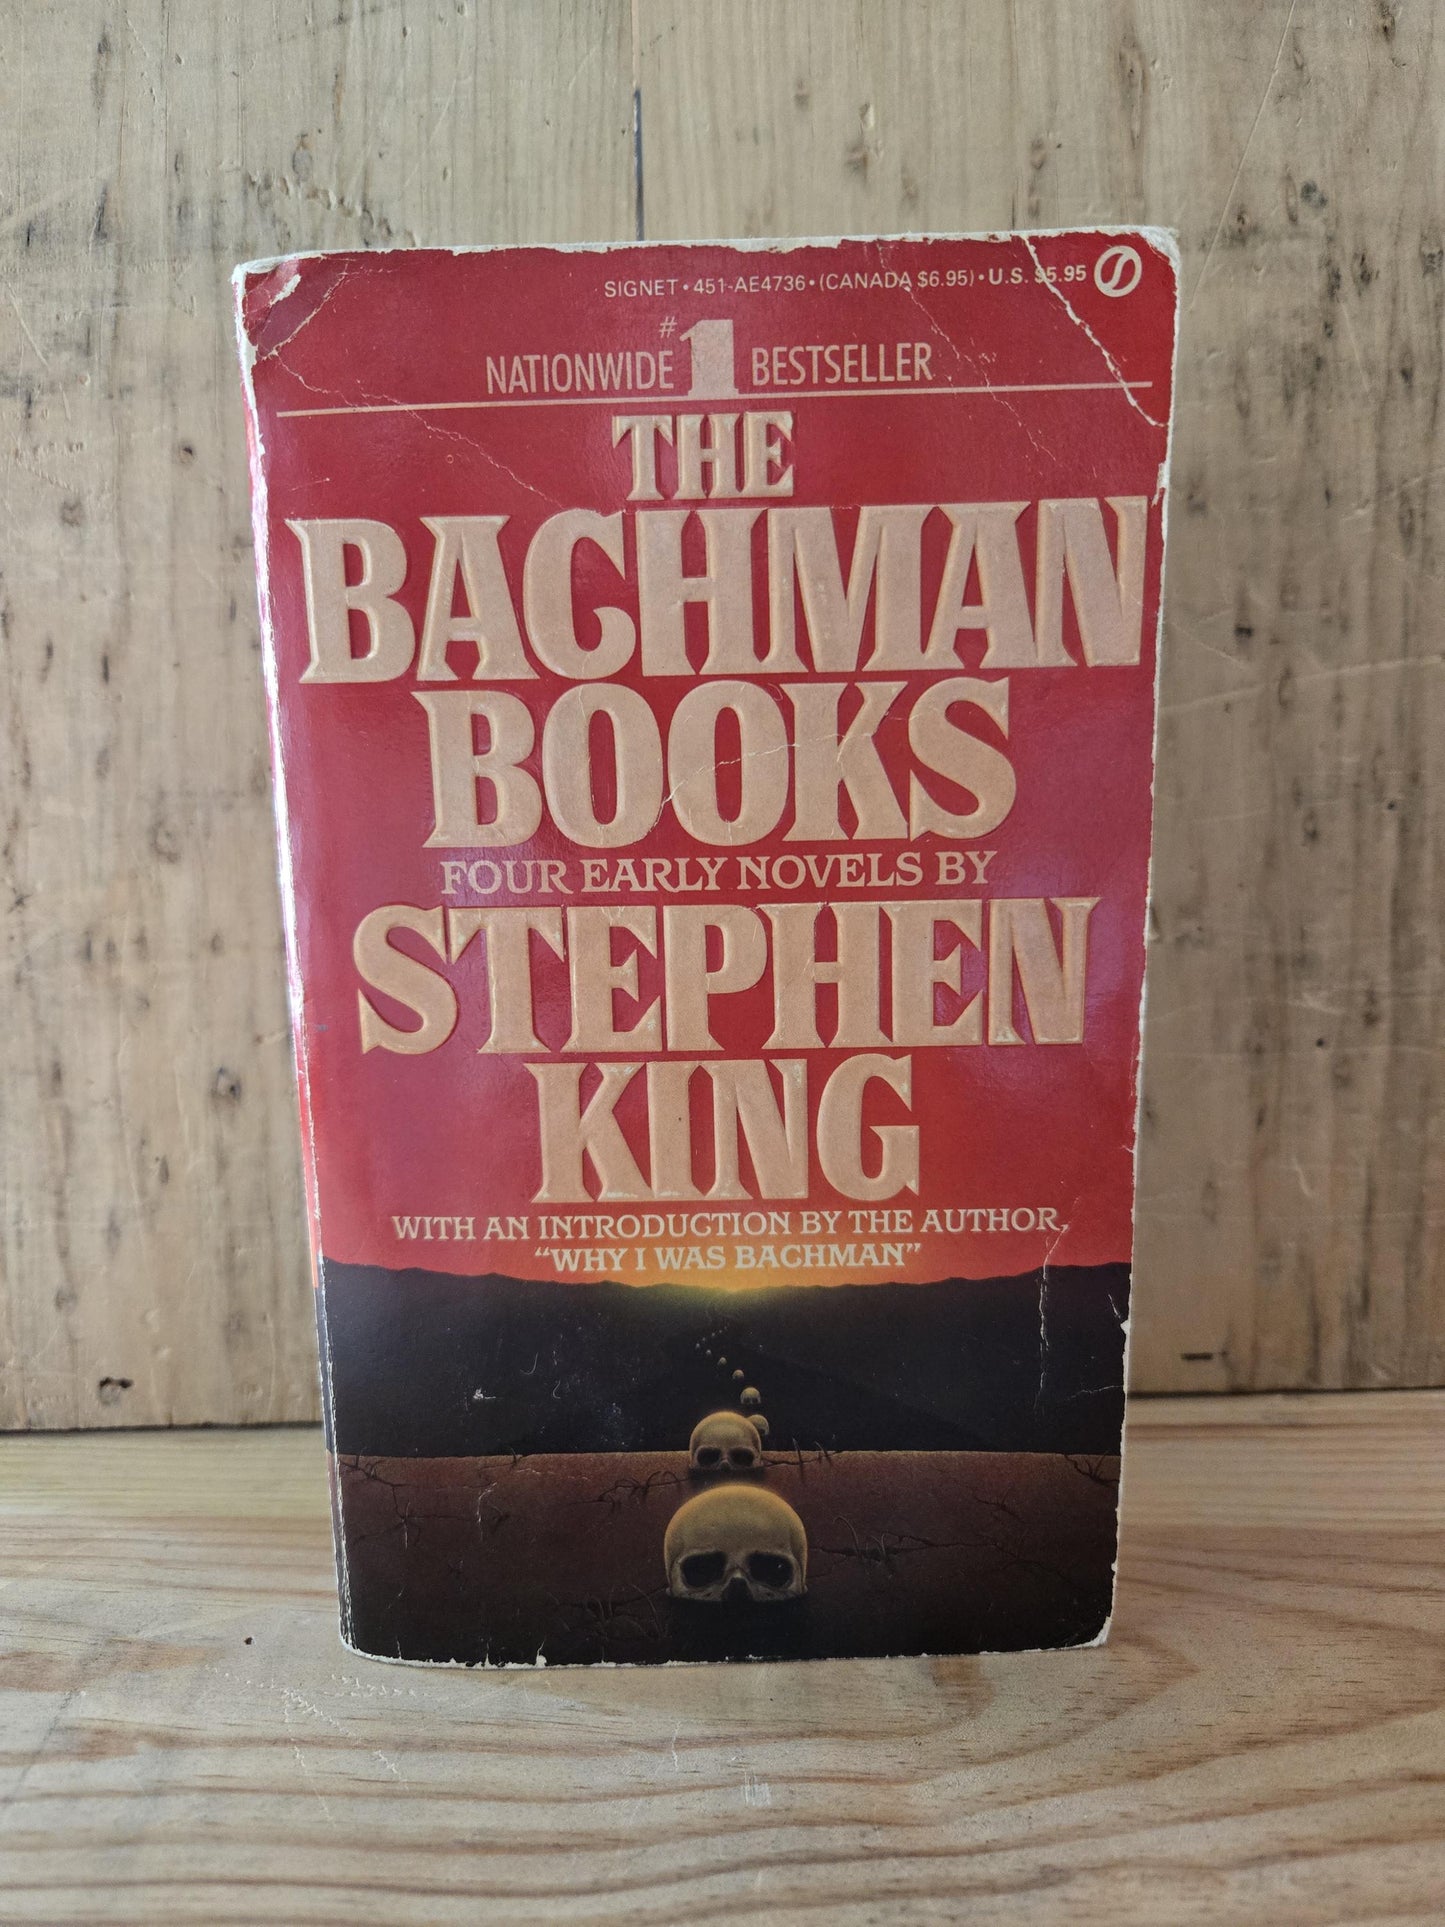 SIGNET • 451-AE4736 • (CANADA $6.95) • U.S. $5.95
#1
NATIONWIDE BESTSELLER
THE
BACHMAN
BOOKS
FOUR EARLY NOVELS BY
STEPHEN
KING
WITH AN INTRODUCTION BY THE AUTHOR,
“WHY I WAS BACHMAN”